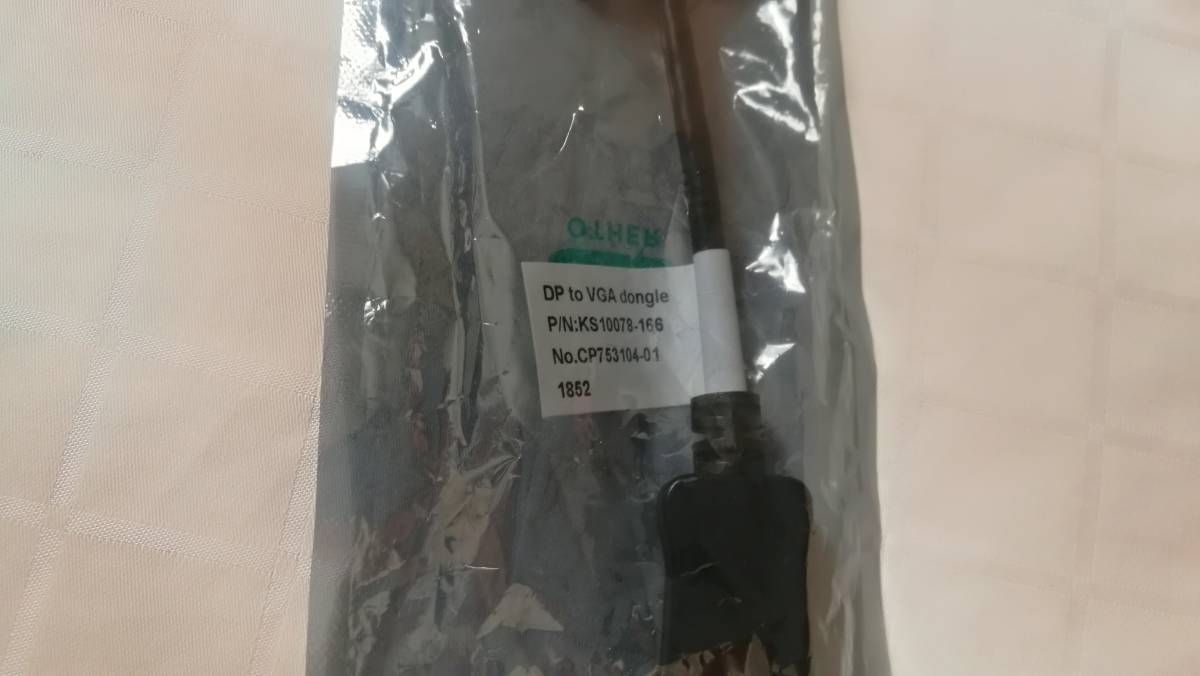 OTHER
DP to VGA dongle
P/N:KS10078-166
No.CP753104-01
1852